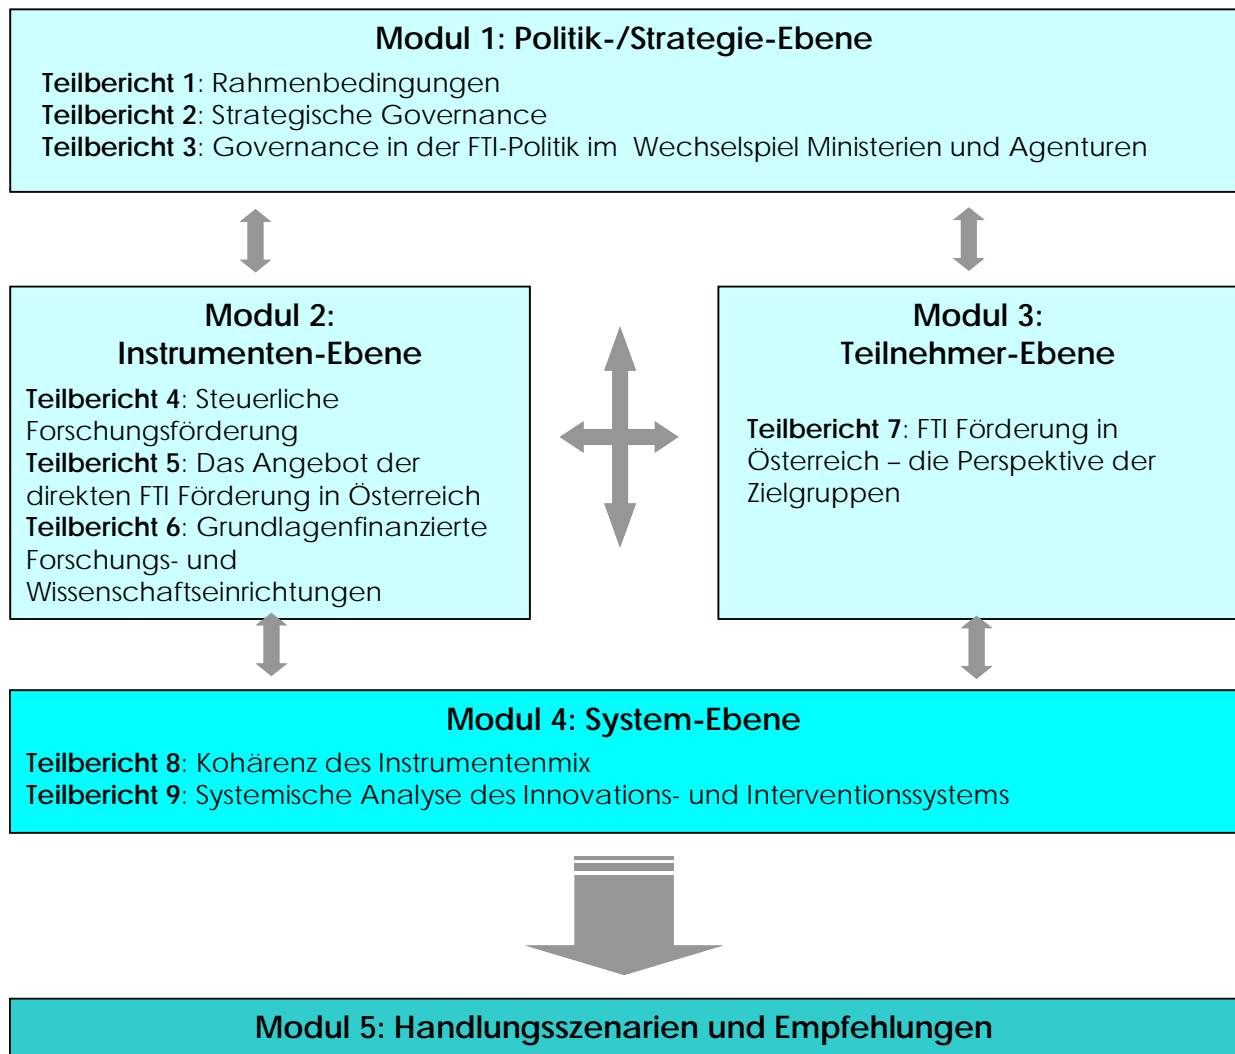 Modul 1: Politik-/Strategie-Ebene
Teilbericht 1: Rahmenbedingungen
Teilbericht 2: Strategische Governance
Teilbericht 3: Governance in der FTI-Politik im Wechselspiel Ministerien und Agenturen
Modul 2:
Instrumenten-Ebene
Teilbericht 4: Steuerliche
Forschungsförderung
Teilbericht 5: Das Angebot der
direkten FTI Förderung in Österreich
Teilbericht 6: Grundlagenfinanzierte
Forschungs- und
Wissenschaftseinrichtungen
Modul 3:
Teilnehmer-Ebene
Teilbericht 7: FTI Förderung in
Österreich – die Perspektive der
Zielgruppen
Modul 4: System-Ebene
Teilbericht 8: Kohärenz des Instrumentenmix
Teilbericht 9: Systemische Analyse des Innovations- und Interventionssystems
Modul 5: Handlungsszenarien und Empfehlungen